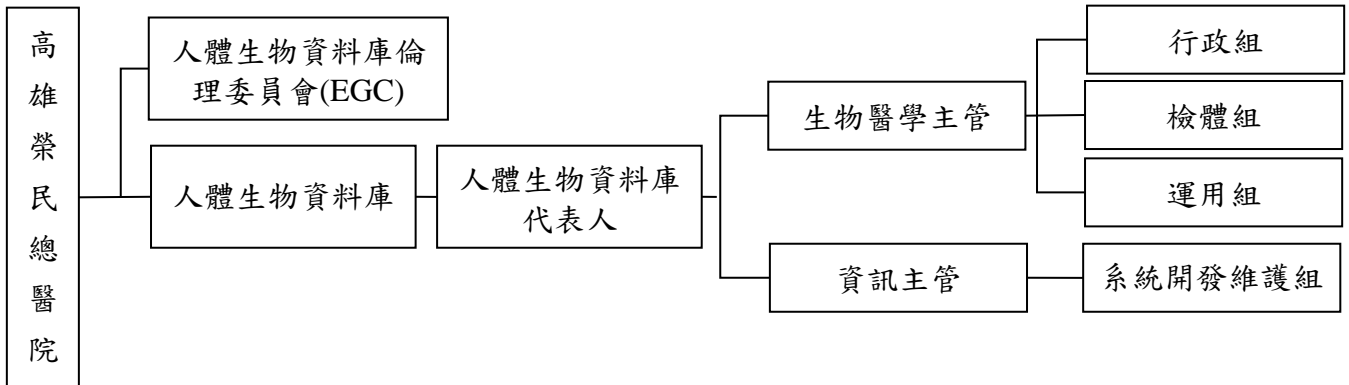 高雄榮民總醫院
人體生物資料庫倫
理委員會(EGC)
人體生物資料庫
人體生物資料庫
代表人
生物醫學主管
行政組
檢體組
運用組
資訊主管
系統開發維護組